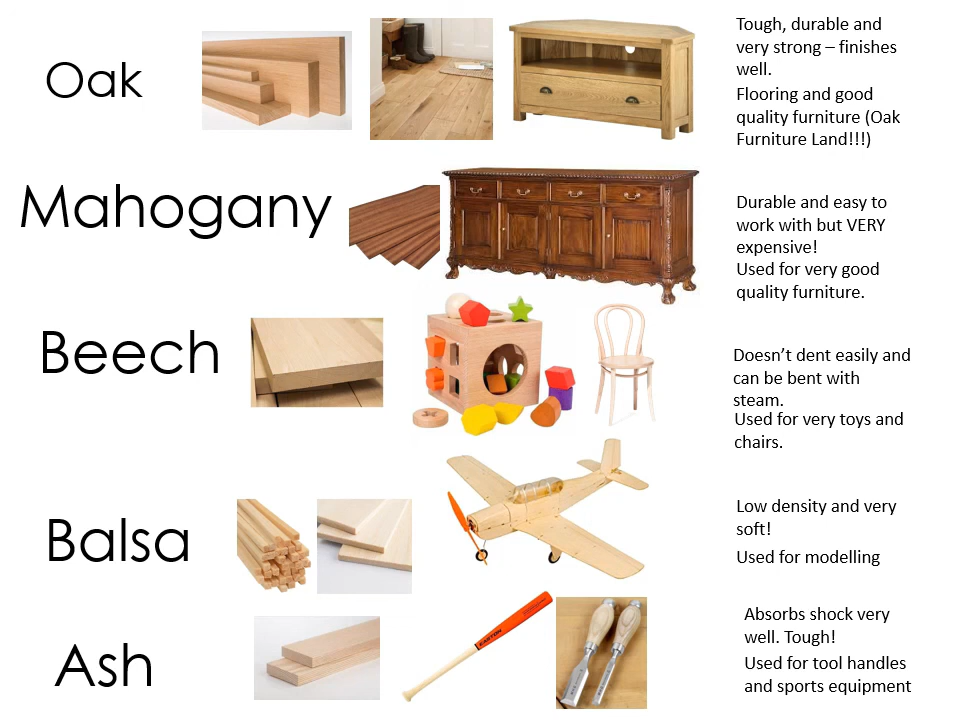 Oak
Tough, durable and
very strong – finishes
well.
Flooring and good
quality furniture (Oak
Furniture Land!!!)
Mahogany
Durable and easy to
work with but VERY
expensive!
Used for very good
quality furniture.
Beech
Doesn’t dent easily and
can be bent with
steam.
Used for very toys and
chairs.
Balsa
Low density and very
soft!
Used for modelling
Ash
EASTON
Absorbs shock very
well. Tough!
Used for tool handles
and sports equipment